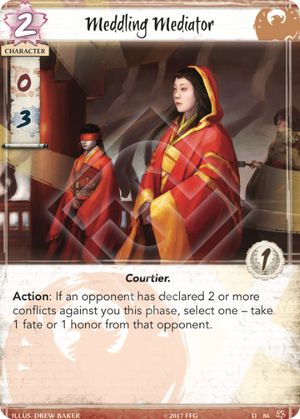 Meddling Mediator
2
CHARACTER
0
3
1
Courtier.
Action: If an opponent has declared 2 or more
conflicts against you this phase, select one – take
1 fate or 1 honor from that opponent.
ILLUS: DREW BAKER
©2017 FFG
D 86